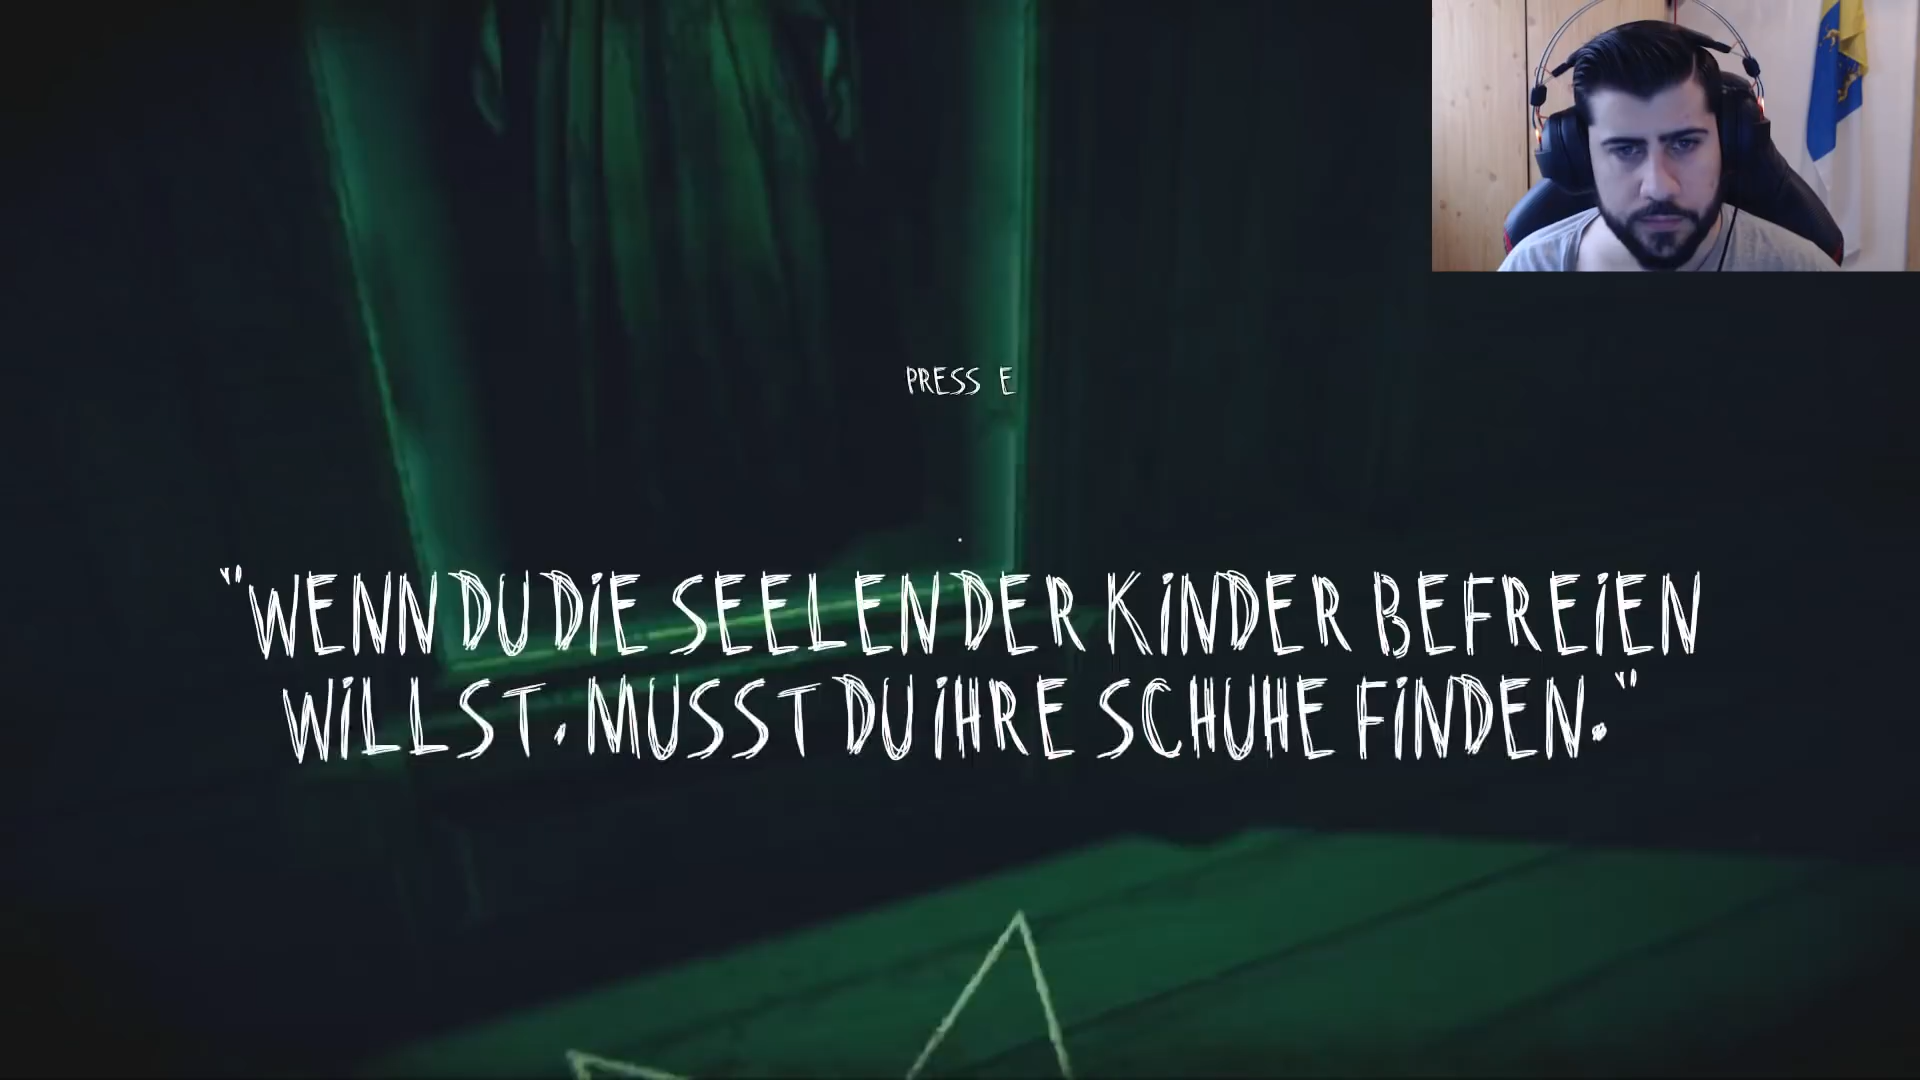 PRESS E
"WENN DU DIE SEELEN DER KINDER BEFREIEN
WILLST, MUSST DU IHRE SCHUHE FINDEN."